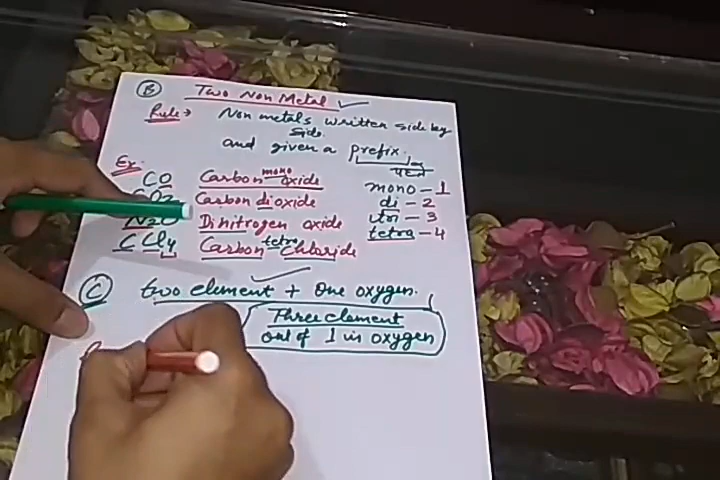 B Two Non Metal
Rule → Non metals written side by
side.
and given a prefix.
Ex.
CO Carbon mono oxide mono - 1
CO2 Carbon dioxide di - 2
N2O Dinitrogen oxide tri - 3
CCl4 Carbon tetra Chloride tetra - 4
C two element + One oxygen.
Three element
out of 1 is oxygen